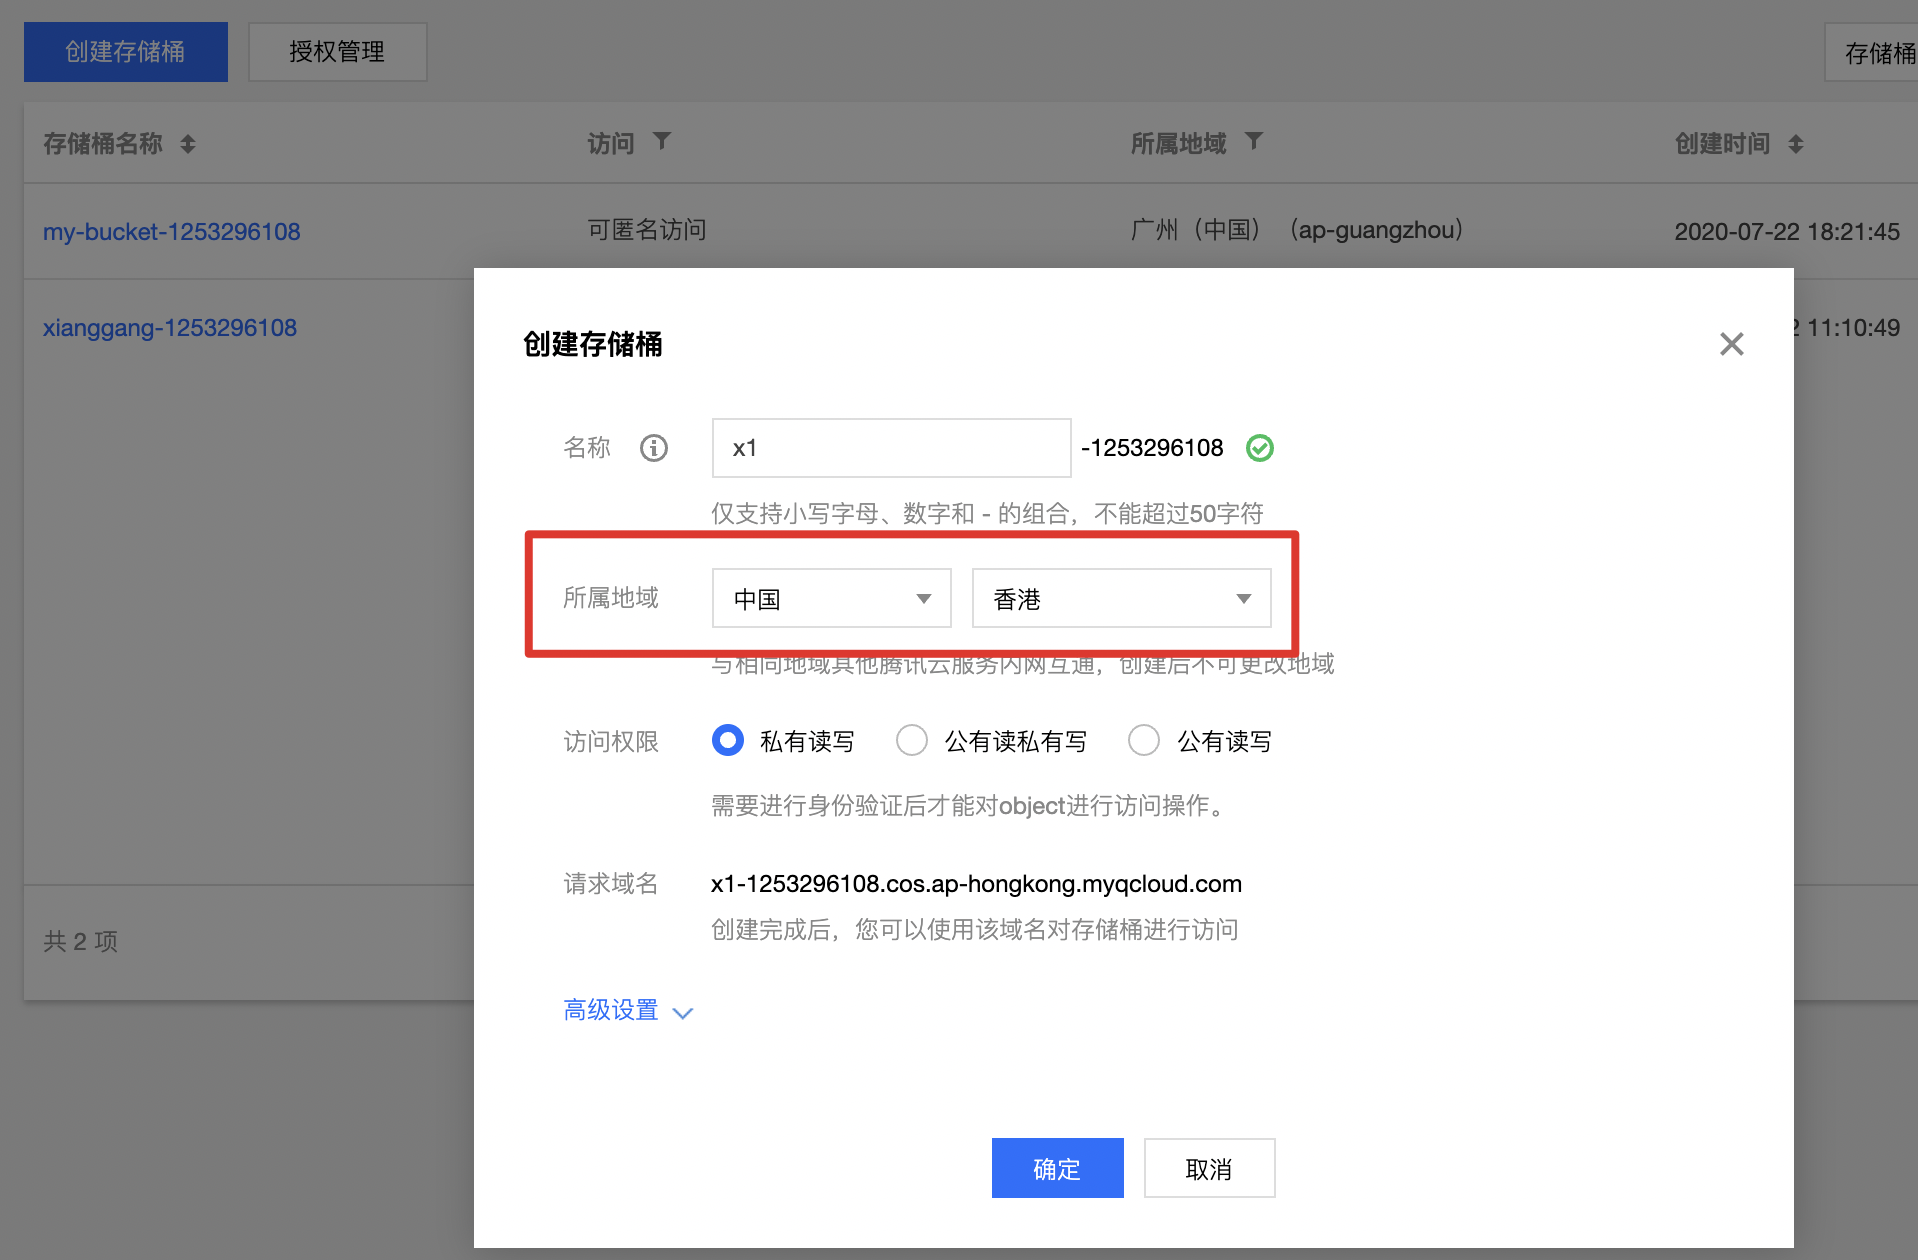 创建存储桶 授权管理 存储桶
存储桶名称 访问 所属地域 创建时间
my-bucket-1253296108 可匿名访问 广州（中国）（ap-guangzhou） 2020-07-22 18:21:45
xianggang-1253296108 2 11:10:49
创建存储桶
名称 x1 -1253296108
仅支持小写字母、数字和 - 的组合，不能超过50字符
所属地域 中国 香港
与相同地域其他腾讯云服务内网互通，创建后不可更改地域
访问权限 私有读写 公有读私有写 公有读写
需要进行身份验证后才能对object进行访问操作。
请求域名 x1-1253296108.cos.ap-hongkong.myqcloud.com
创建完成后，您可以使用该域名对存储桶进行访问
共 2 项
高级设置
确定 取消